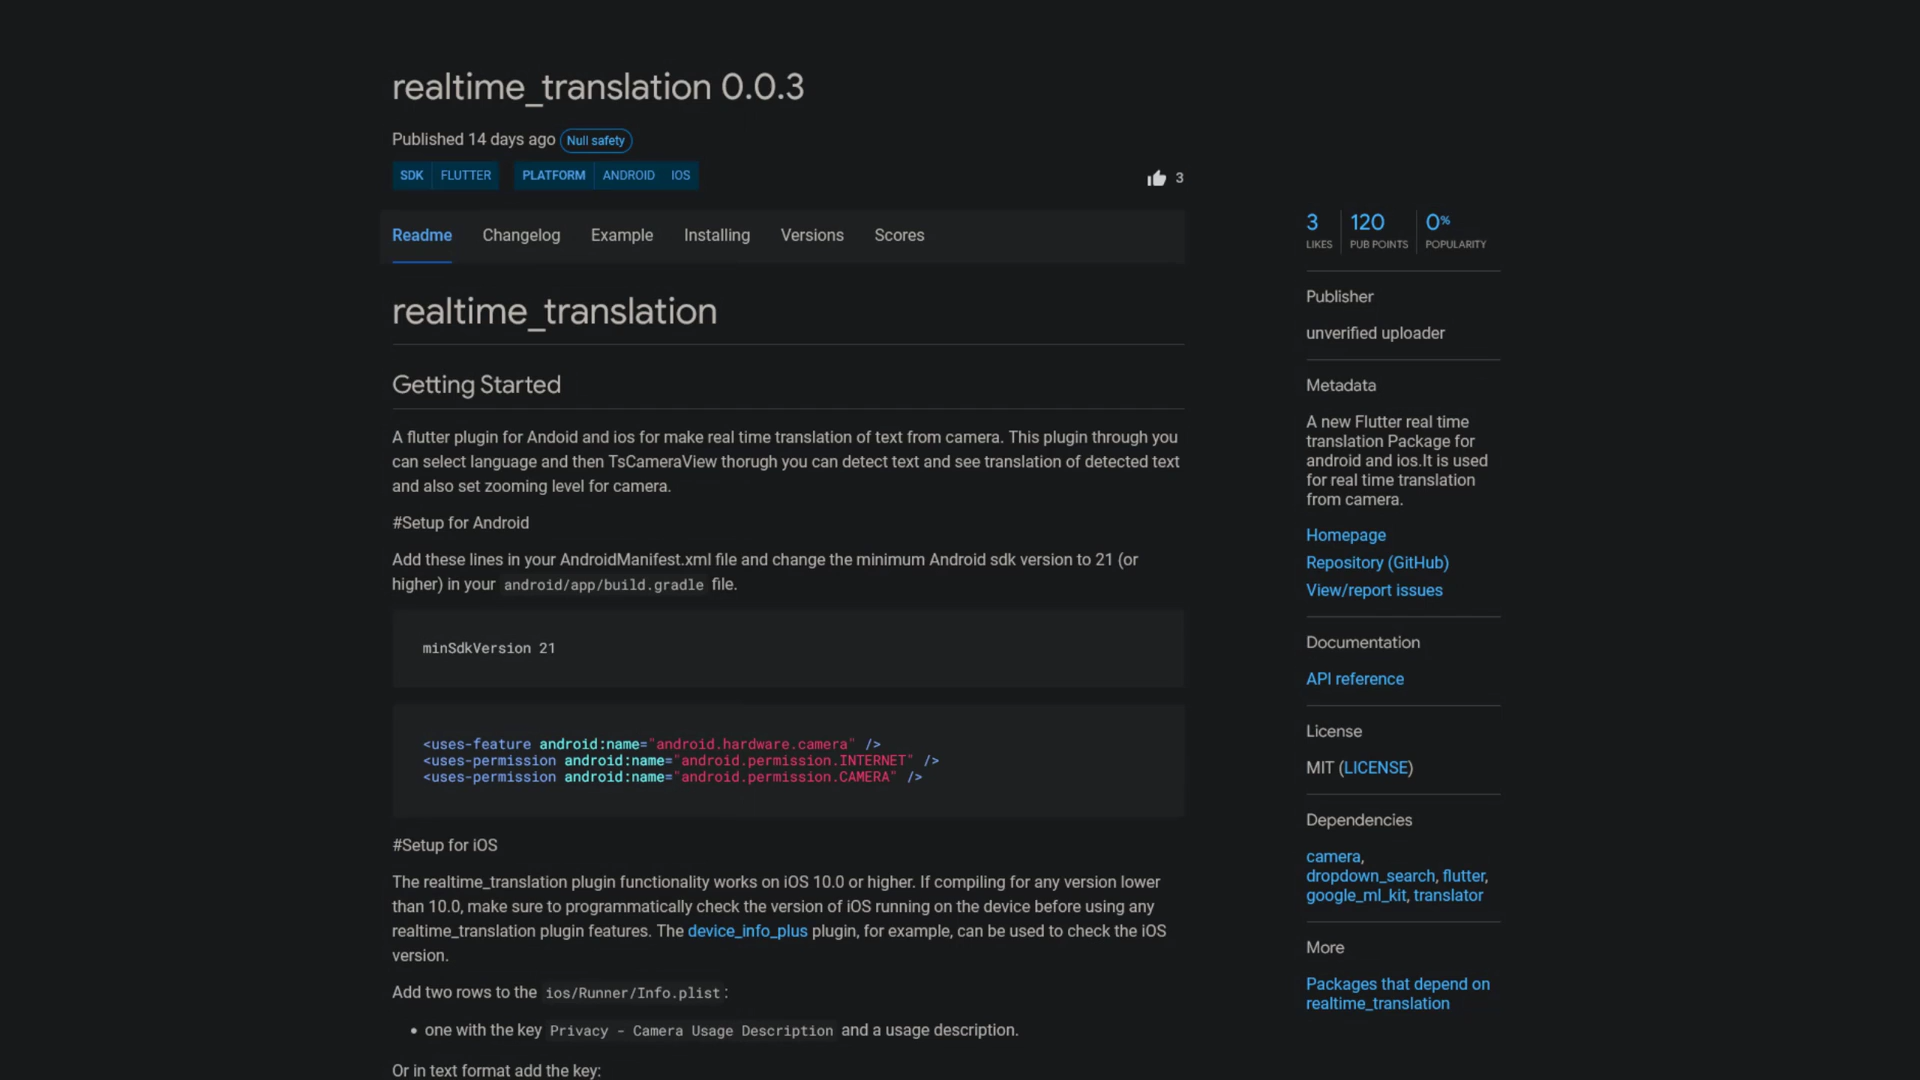 realtime_translation 0.0.3
Published 14 days ago Null safety
SDK FLUTTER PLATFORM ANDROID IOS
3
Readme Changelog Example Installing Versions Scores
realtime_translation
Getting Started
A flutter plugin for Andoid and ios for make real time translation of text from camera. This plugin through you
can select language and then TsCameraView thorugh you can detect text and see translation of detected text
and also set zooming level for camera.
#Setup for Android
Add these lines in your AndroidManifest.xml file and change the minimum Android sdk version to 21 (or
higher) in your android/app/build.gradle file.
minSdkVersion 21
<uses-feature android:name="android.hardware.camera" />
<uses-permission android:name="android.permission.INTERNET" />
<uses-permission android:name="android.permission.CAMERA" />
#Setup for iOS
The realtime_translation plugin functionality works on iOS 10.0 or higher. If compiling for any version lower
than 10.0, make sure to programmatically check the version of iOS running on the device before using any
realtime_translation plugin features. The device_info_plus plugin, for example, can be used to check the iOS
version.
Add two rows to the ios/Runner/Info.plist:
• one with the key Privacy - Camera Usage Description and a usage description.
Or in text format add the key:
3 120 0%
LIKES PUB POINTS POPULARITY
Publisher
unverified uploader
Metadata
A new Flutter real time
translation Package for
android and ios.It is used
for real time translation
from camera.
Homepage
Repository (GitHub)
View/report issues
Documentation
API reference
License
MIT (LICENSE)
Dependencies
camera,
dropdown_search, flutter,
google_ml_kit, translator
More
Packages that depend on
realtime_translation